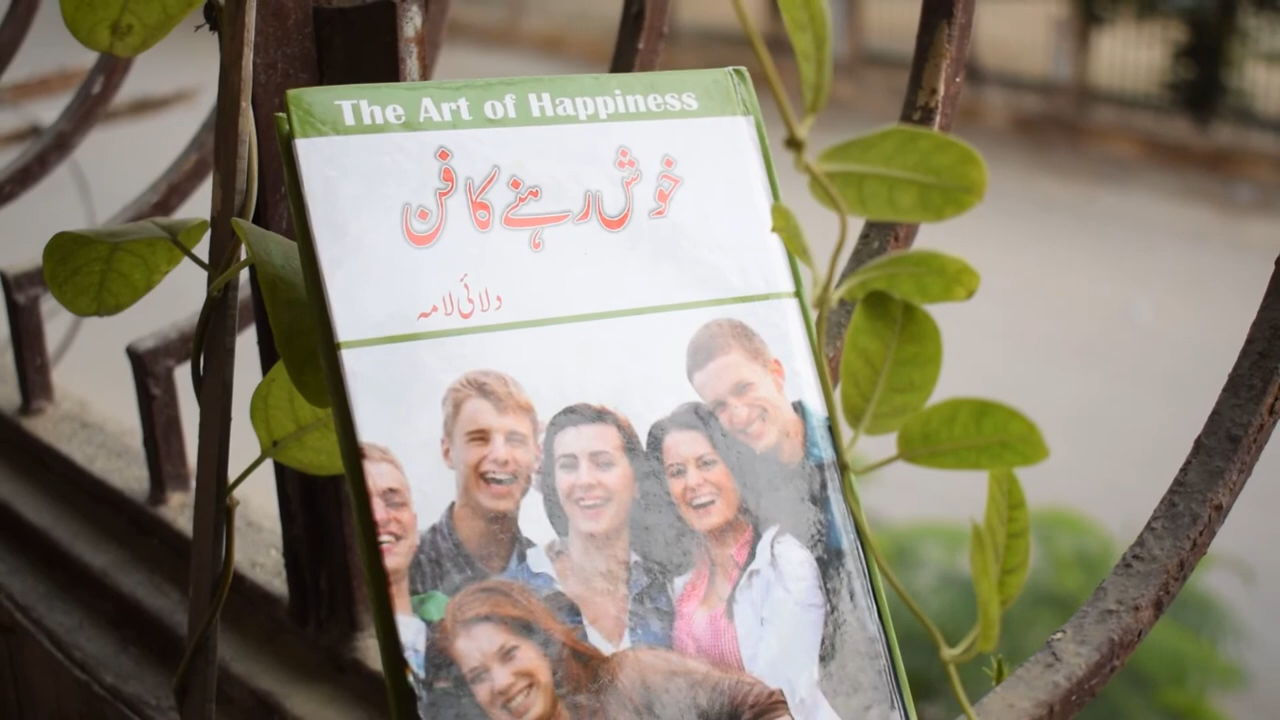 The Art of Happiness
خوش رہنے کا فن
دلائی لامہ